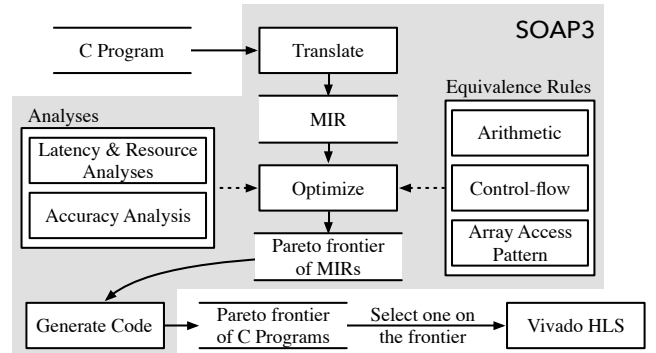 SOAP3
C Program
Translate
Equivalence Rules
Analyses
MIR
Arithmetic
Latency & Resource
Analyses
Optimize
Control-flow
Accuracy Analysis
Array Access
Pattern
Pareto frontier
of MIRs
Generate Code
Pareto frontier
of C Programs
Select one on
the frontier
Vivado HLS